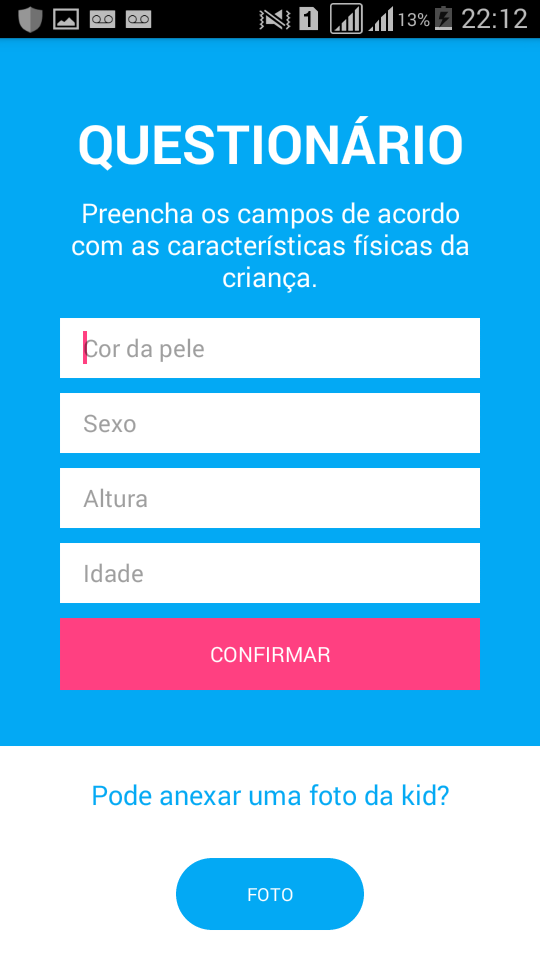 1 13% 22:12
QUESTIONÁRIO
Preencha os campos de acordo
com as características físicas da
criança.
Cor da pele
Sexo
Altura
Idade
CONFIRMAR
Pode anexar uma foto da kid?
FOTO